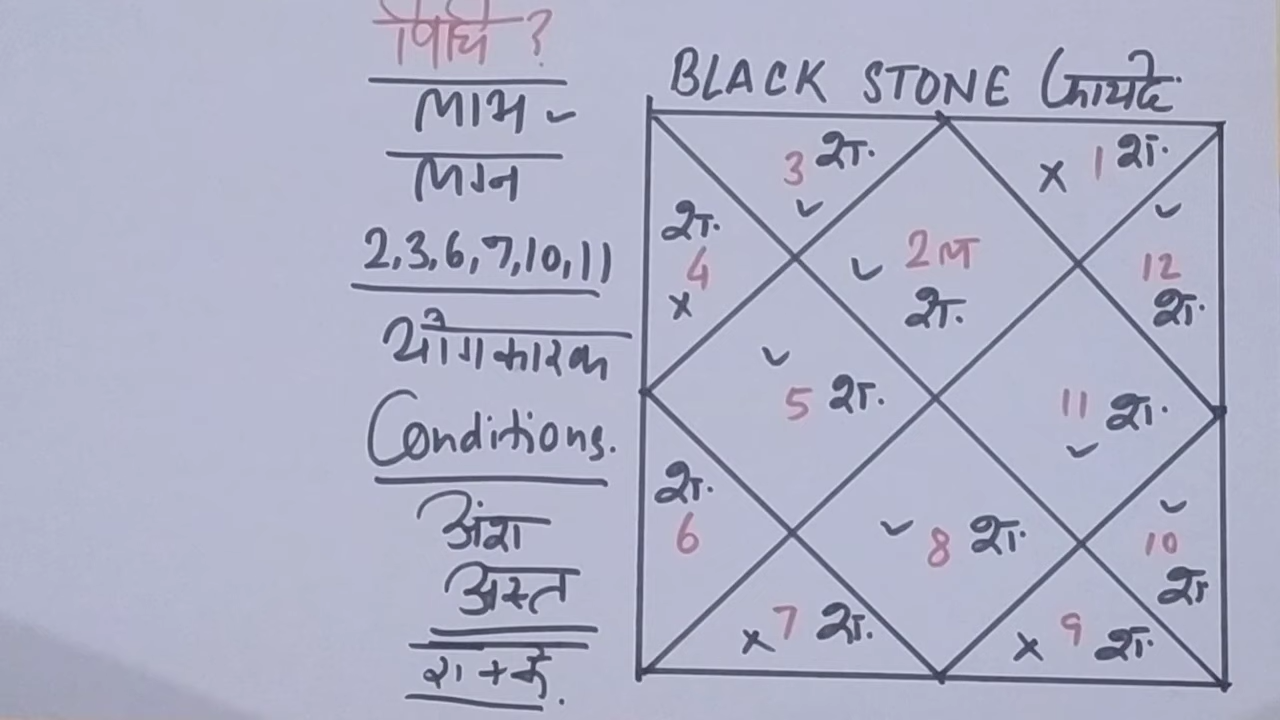 विधि ?
लाभ ✓
लग्न
2,3,6,7,10,11
योगकारक
Conditions.
अंश
अस्त
रा + के.
BLACK STONE फायदे
3 श. ✓
1 श. ×
श. 4 ×
✓ 2 ल श.
✓ 12 श.
✓ 5 श.
11 श. ✓
श. 6
✓ 8 श.
✓ 10 श
× 7 श.
× 9 श.